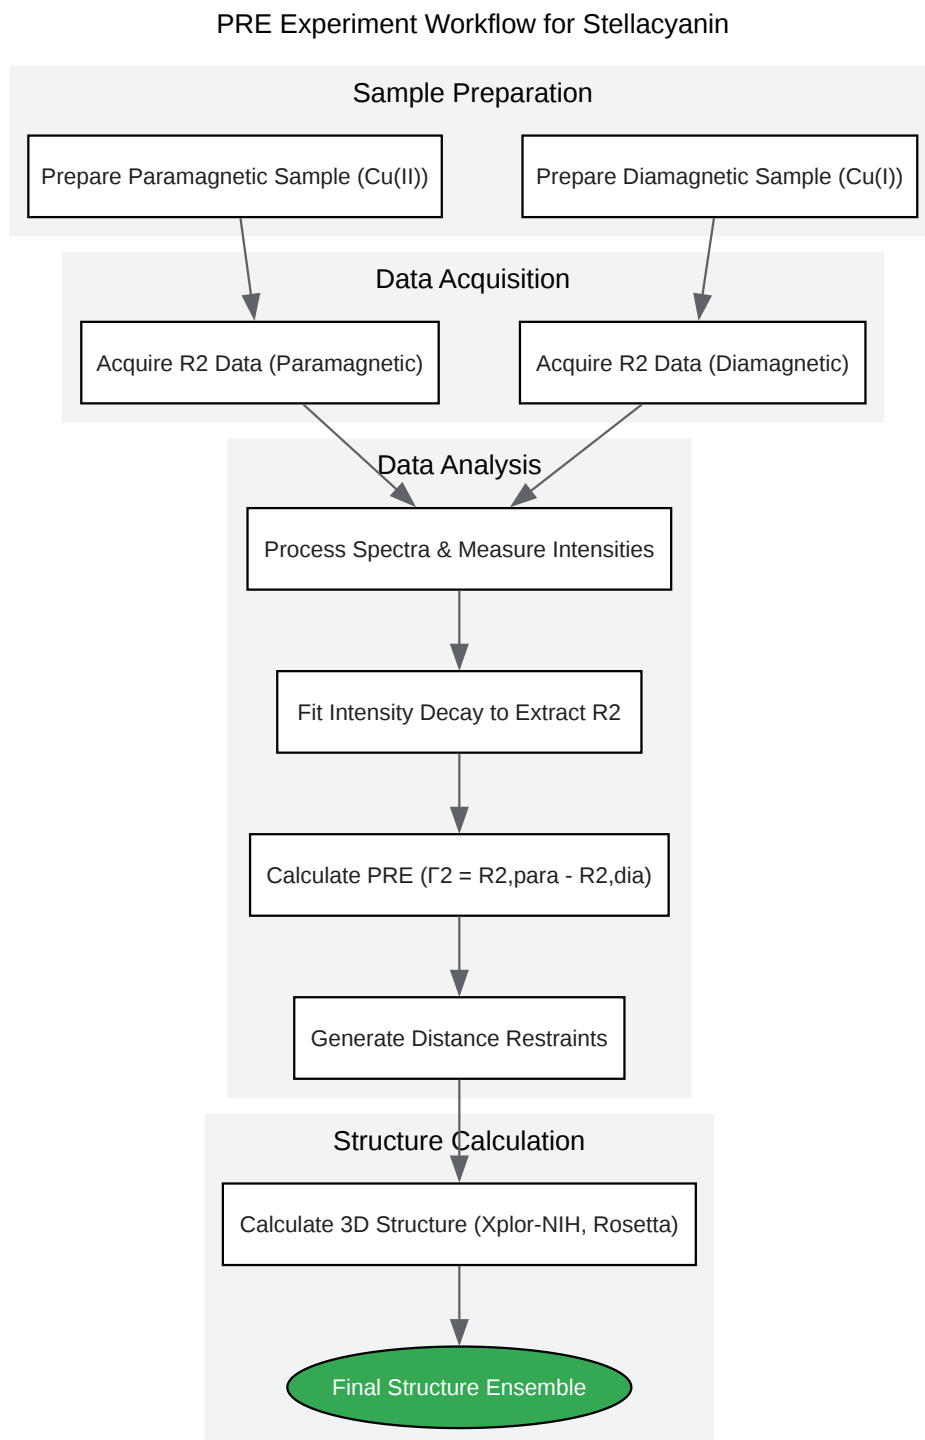 PRE Experiment Workflow for Stellacyanin
Sample Preparation
Prepare Paramagnetic Sample (Cu(II))
Prepare Diamagnetic Sample (Cu(I))
Data Acquisition
Acquire R2 Data (Paramagnetic)
Acquire R2 Data (Diamagnetic)
Data Analysis
Process Spectra & Measure Intensities
Fit Intensity Decay to Extract R2
Calculate PRE (Γ2 = R2,para - R2,dia)
Generate Distance Restraints
Structure Calculation
Calculate 3D Structure (Xplor-NIH, Rosetta)
Final Structure Ensemble